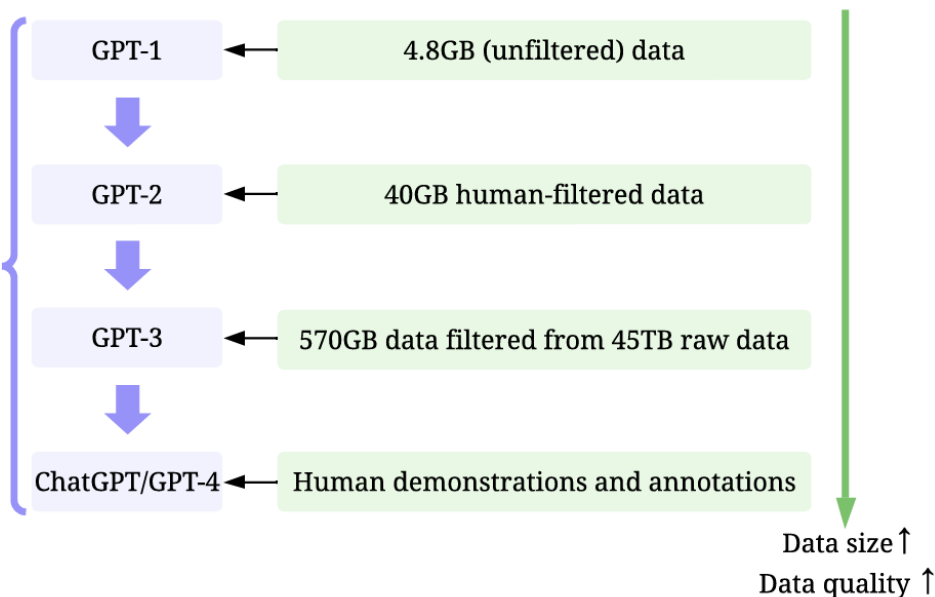 GPT-1
4.8GB (unfiltered) data
GPT-2
40GB human-filtered data
GPT-3
570GB data filtered from 45TB raw data
ChatGPT/GPT-4
Human demonstrations and annotations
Data size↑
Data quality ↑